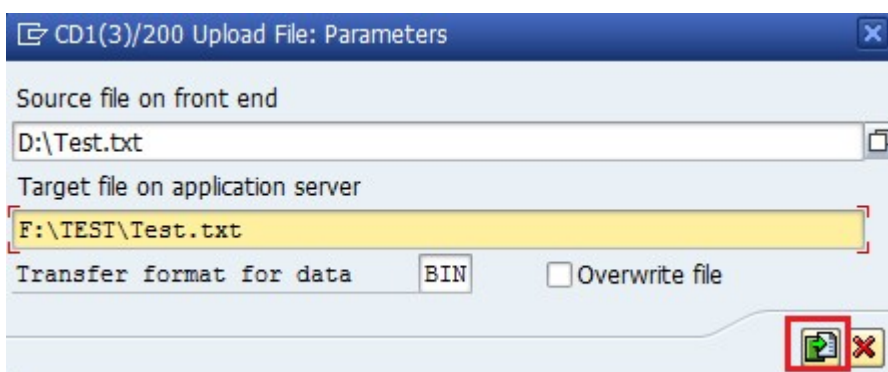 CD1(3)/200 Upload File: Parameters
Source file on front end
D:\Test.txt
Target file on application server
F:\TEST\Test.txt
Transfer format for data BIN Overwrite file